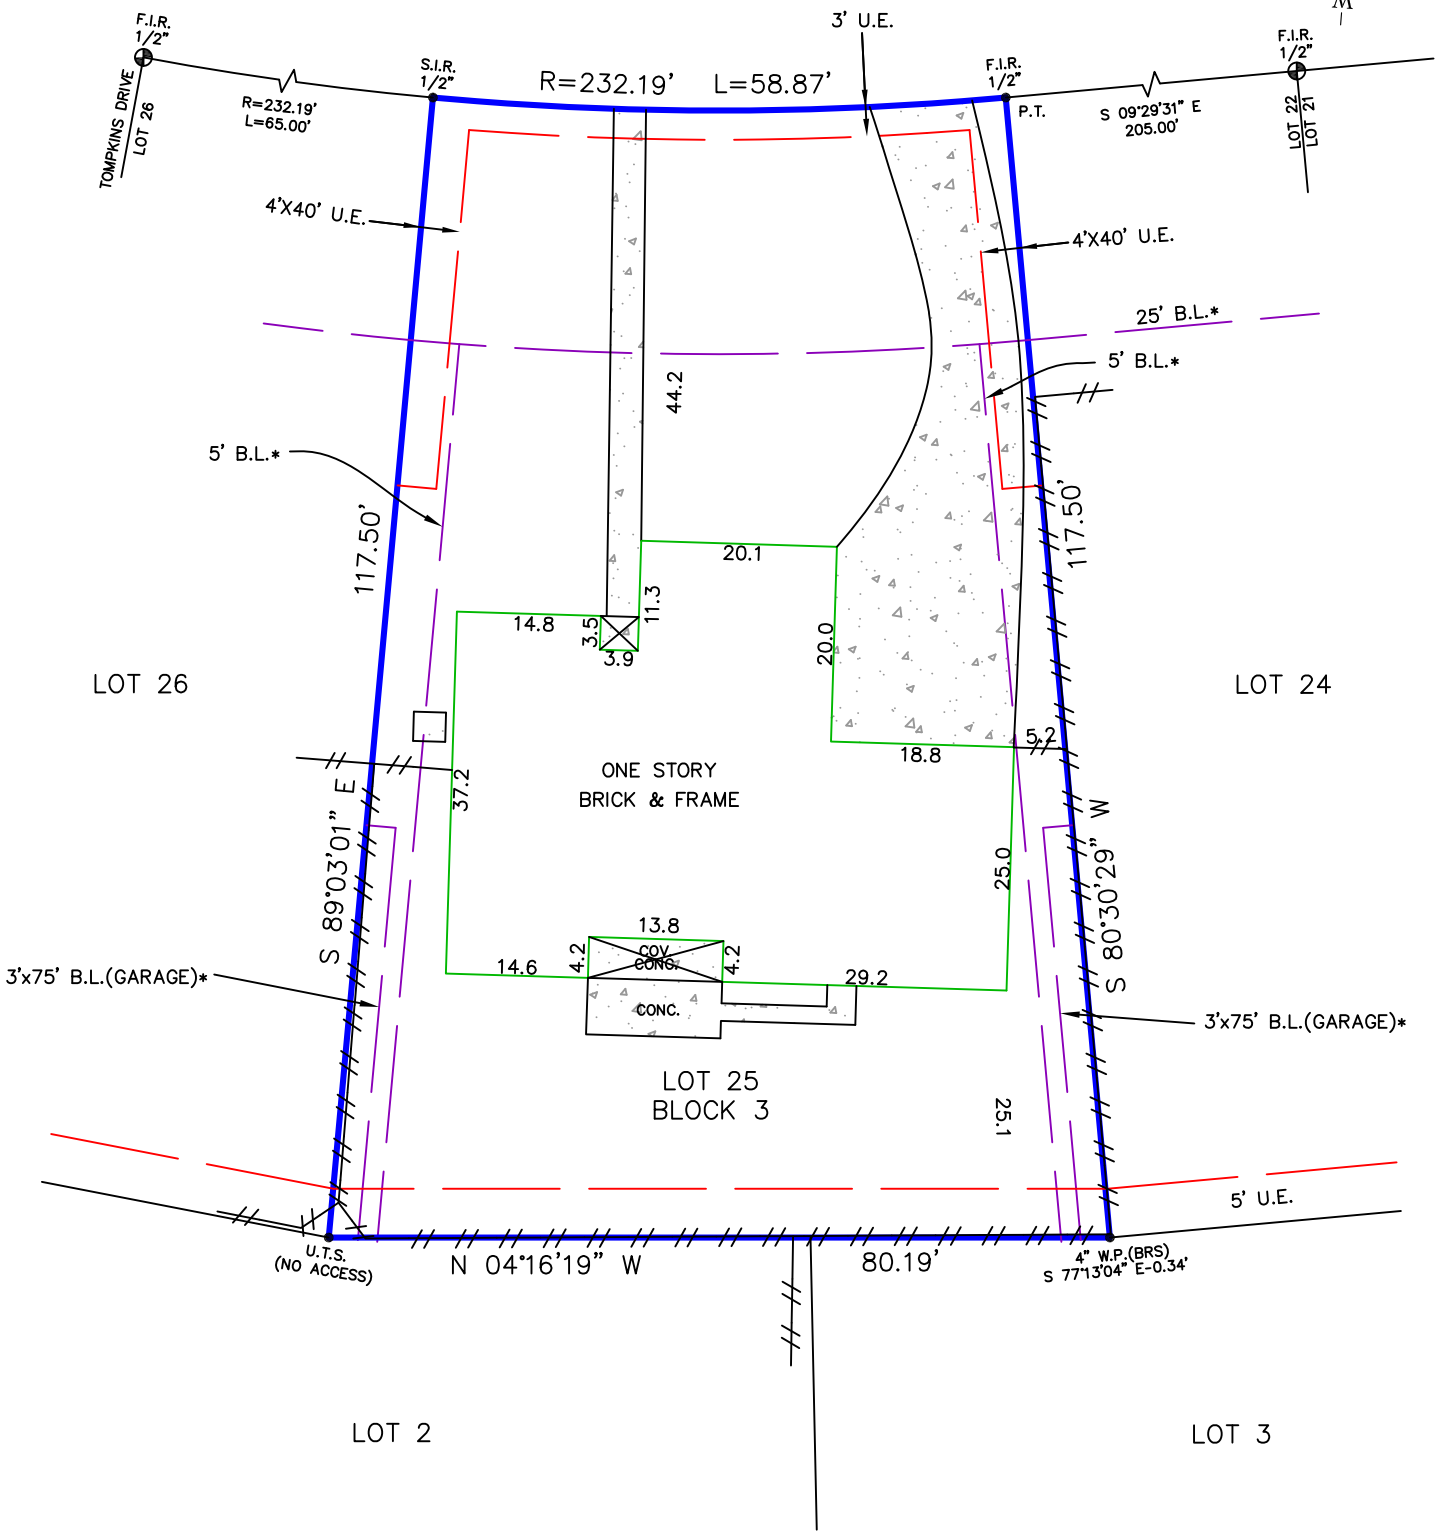 W
F.I.R.
1/2"
TOMPKINS DRIVE
LOT 26
R=232.19'
L=65.00'
S.I.R.
1/2"
R=232.19' L=58.87'
3' U.E.
F.I.R.
1/2"
P.T.
S 09°29'31" E
205.00'
F.I.R.
1/2"
LOT 22
LOT 21
4'X40' U.E.
4'X40' U.E.
25' B.L.*
5' B.L.*
44.2
5' B.L.*
117.50'
117.50'
20.1
14.8
3.5
11.3
3.9
20.0
LOT 26
LOT 24
5.2
18.8
ONE STORY
BRICK & FRAME
37.2
S 89°03'01" E
S 80°30'29" W
25.0
13.8
4.2
COV.
CONC.
4.2
14.6
29.2
3'x75' B.L.(GARAGE)*
CONC.
3'x75' B.L.(GARAGE)*
LOT 25
BLOCK 3
25.1
5' U.E.
U.T.S.
(NO ACCESS)
N 04°16'19" W
80.19'
4" W.P.(BRS)
S 77°13'04" E-0.34'
LOT 2
LOT 3